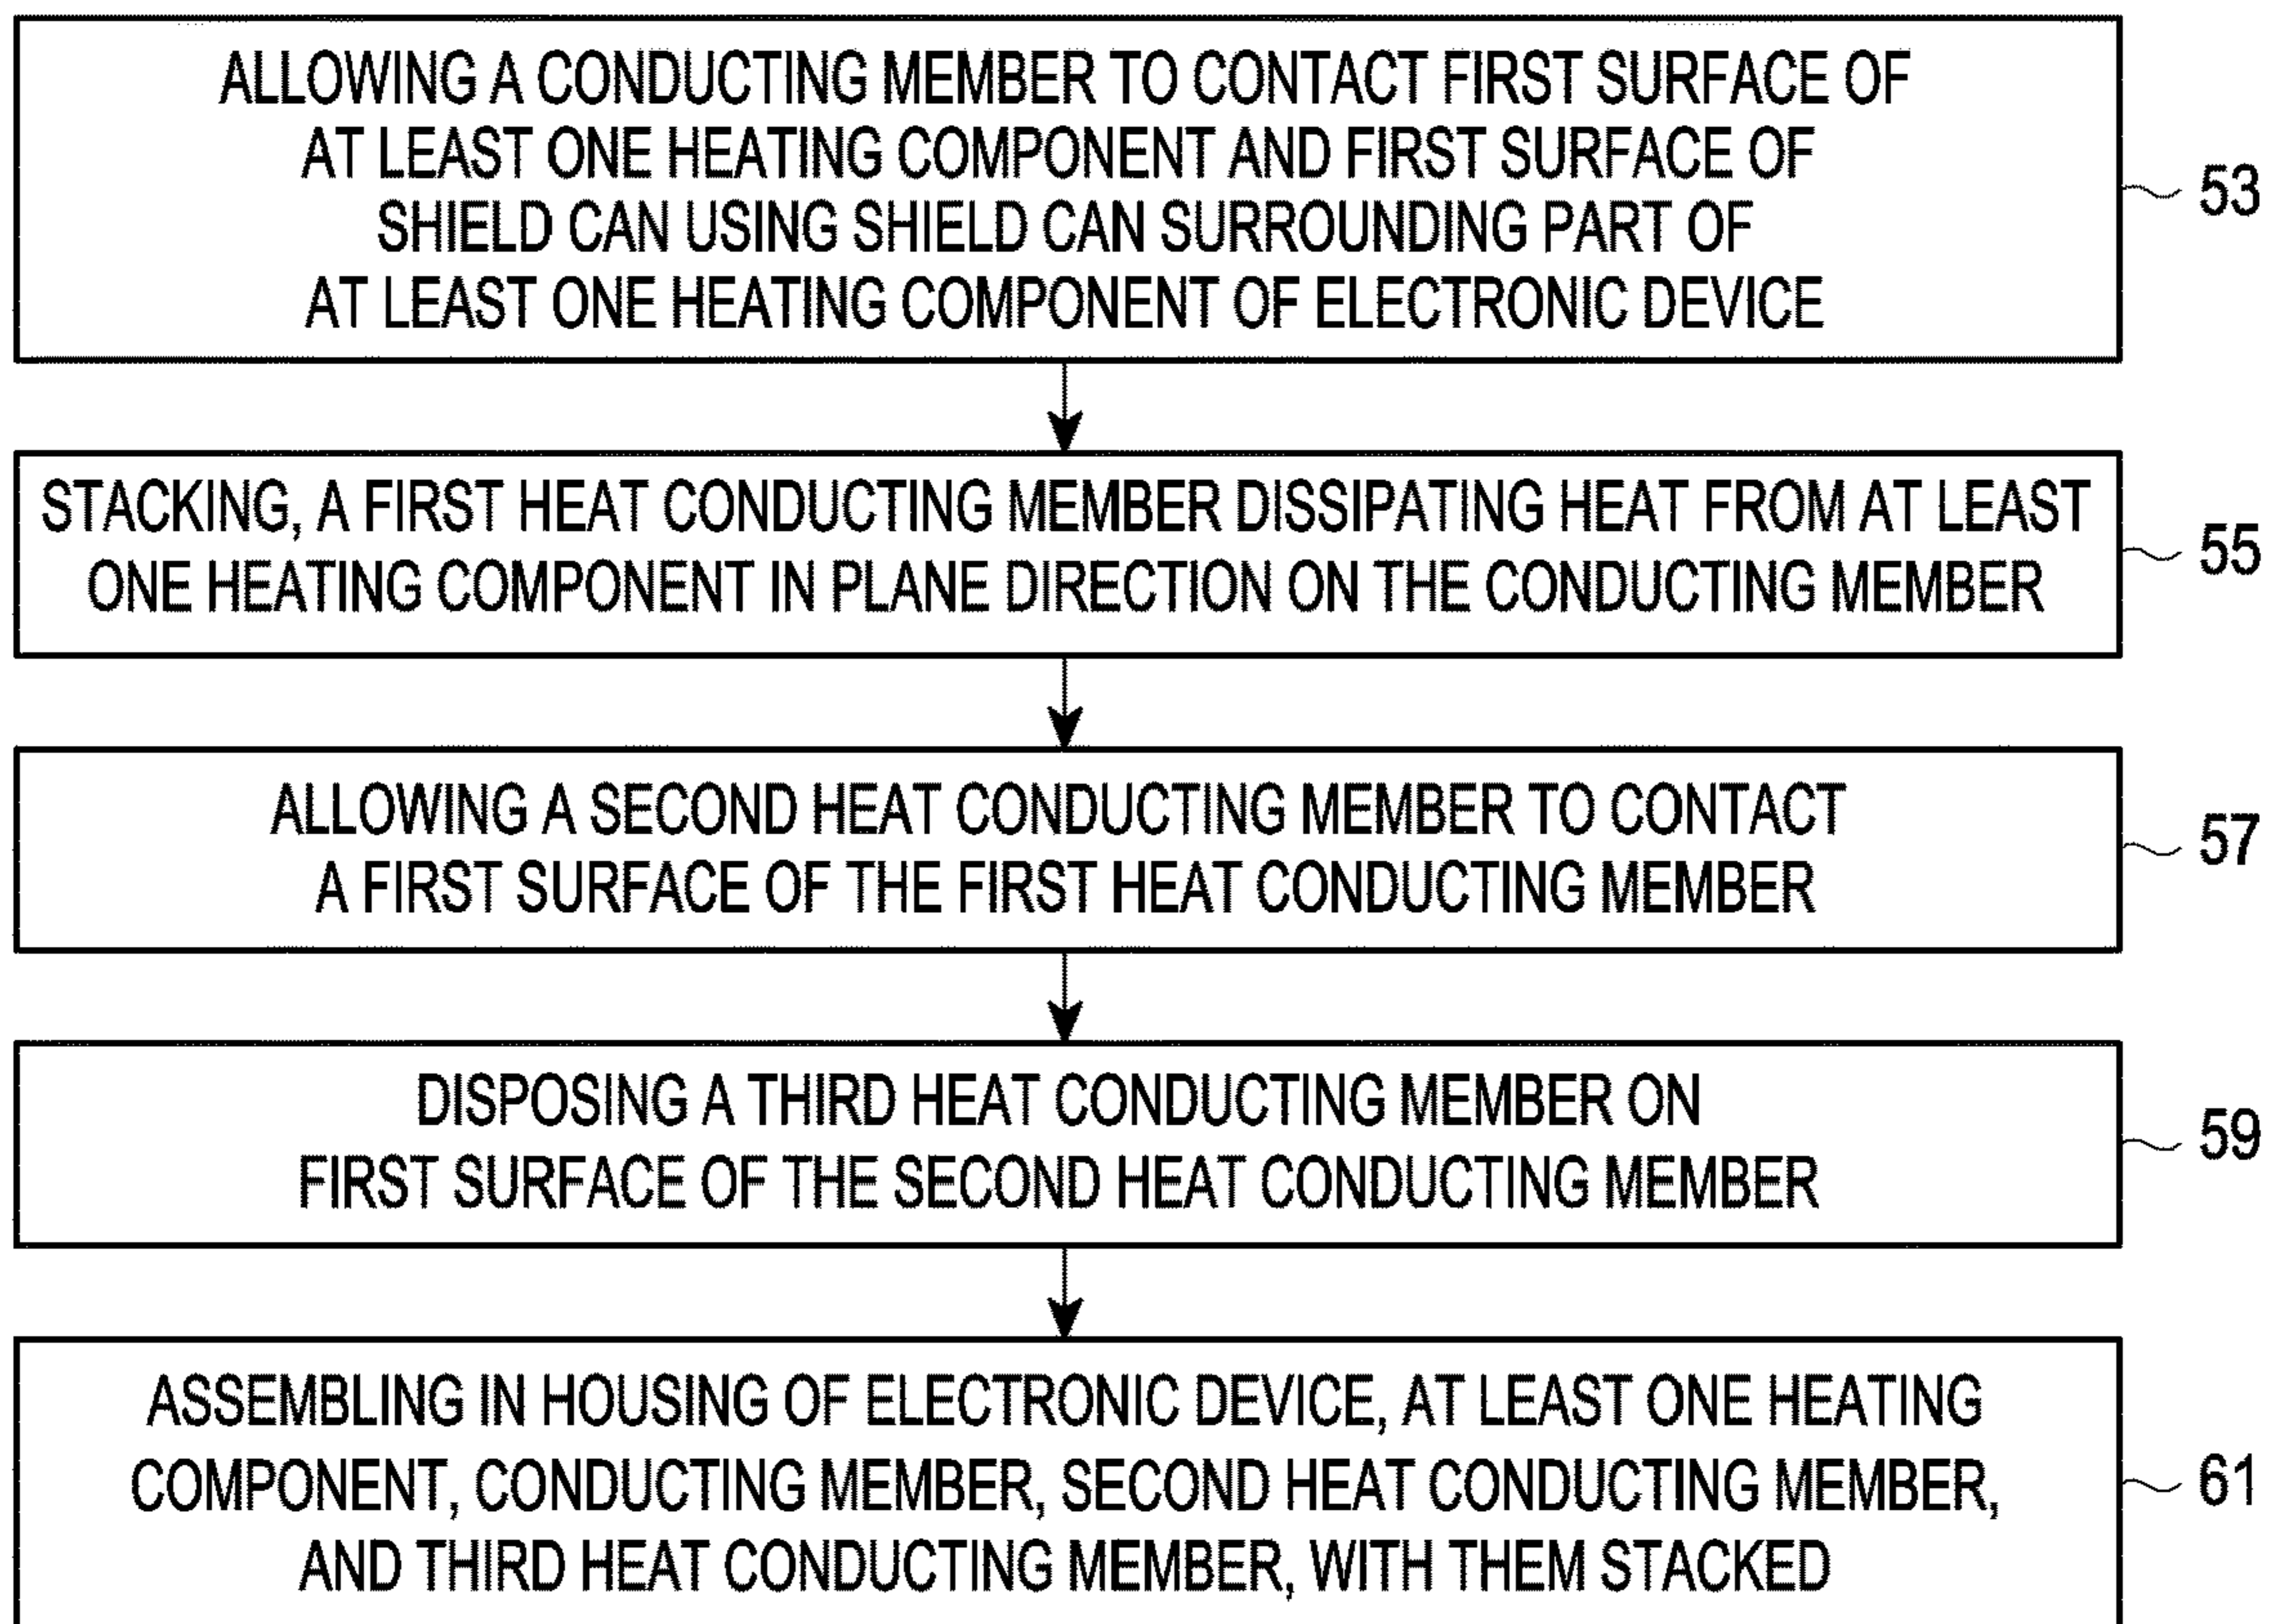 ALLOWING A CONDUCTING MEMBER TO CONTACT FIRST SURFACE OF
AT LEAST ONE HEATING COMPONENT AND FIRST SURFACE OF
SHIELD CAN USING SHIELD CAN SURROUNDING PART OF
AT LEAST ONE HEATING COMPONENT OF ELECTRONIC DEVICE
53
STACKING, A FIRST HEAT CONDUCTING MEMBER DISSIPATING HEAT FROM AT LEAST
ONE HEATING COMPONENT IN PLANE DIRECTION ON THE CONDUCTING MEMBER
55
ALLOWING A SECOND HEAT CONDUCTING MEMBER TO CONTACT
A FIRST SURFACE OF THE FIRST HEAT CONDUCTING MEMBER
57
DISPOSING A THIRD HEAT CONDUCTING MEMBER ON
FIRST SURFACE OF THE SECOND HEAT CONDUCTING MEMBER
59
ASSEMBLING IN HOUSING OF ELECTRONIC DEVICE, AT LEAST ONE HEATING
COMPONENT, CONDUCTING MEMBER, SECOND HEAT CONDUCTING MEMBER,
AND THIRD HEAT CONDUCTING MEMBER, WITH THEM STACKED
61